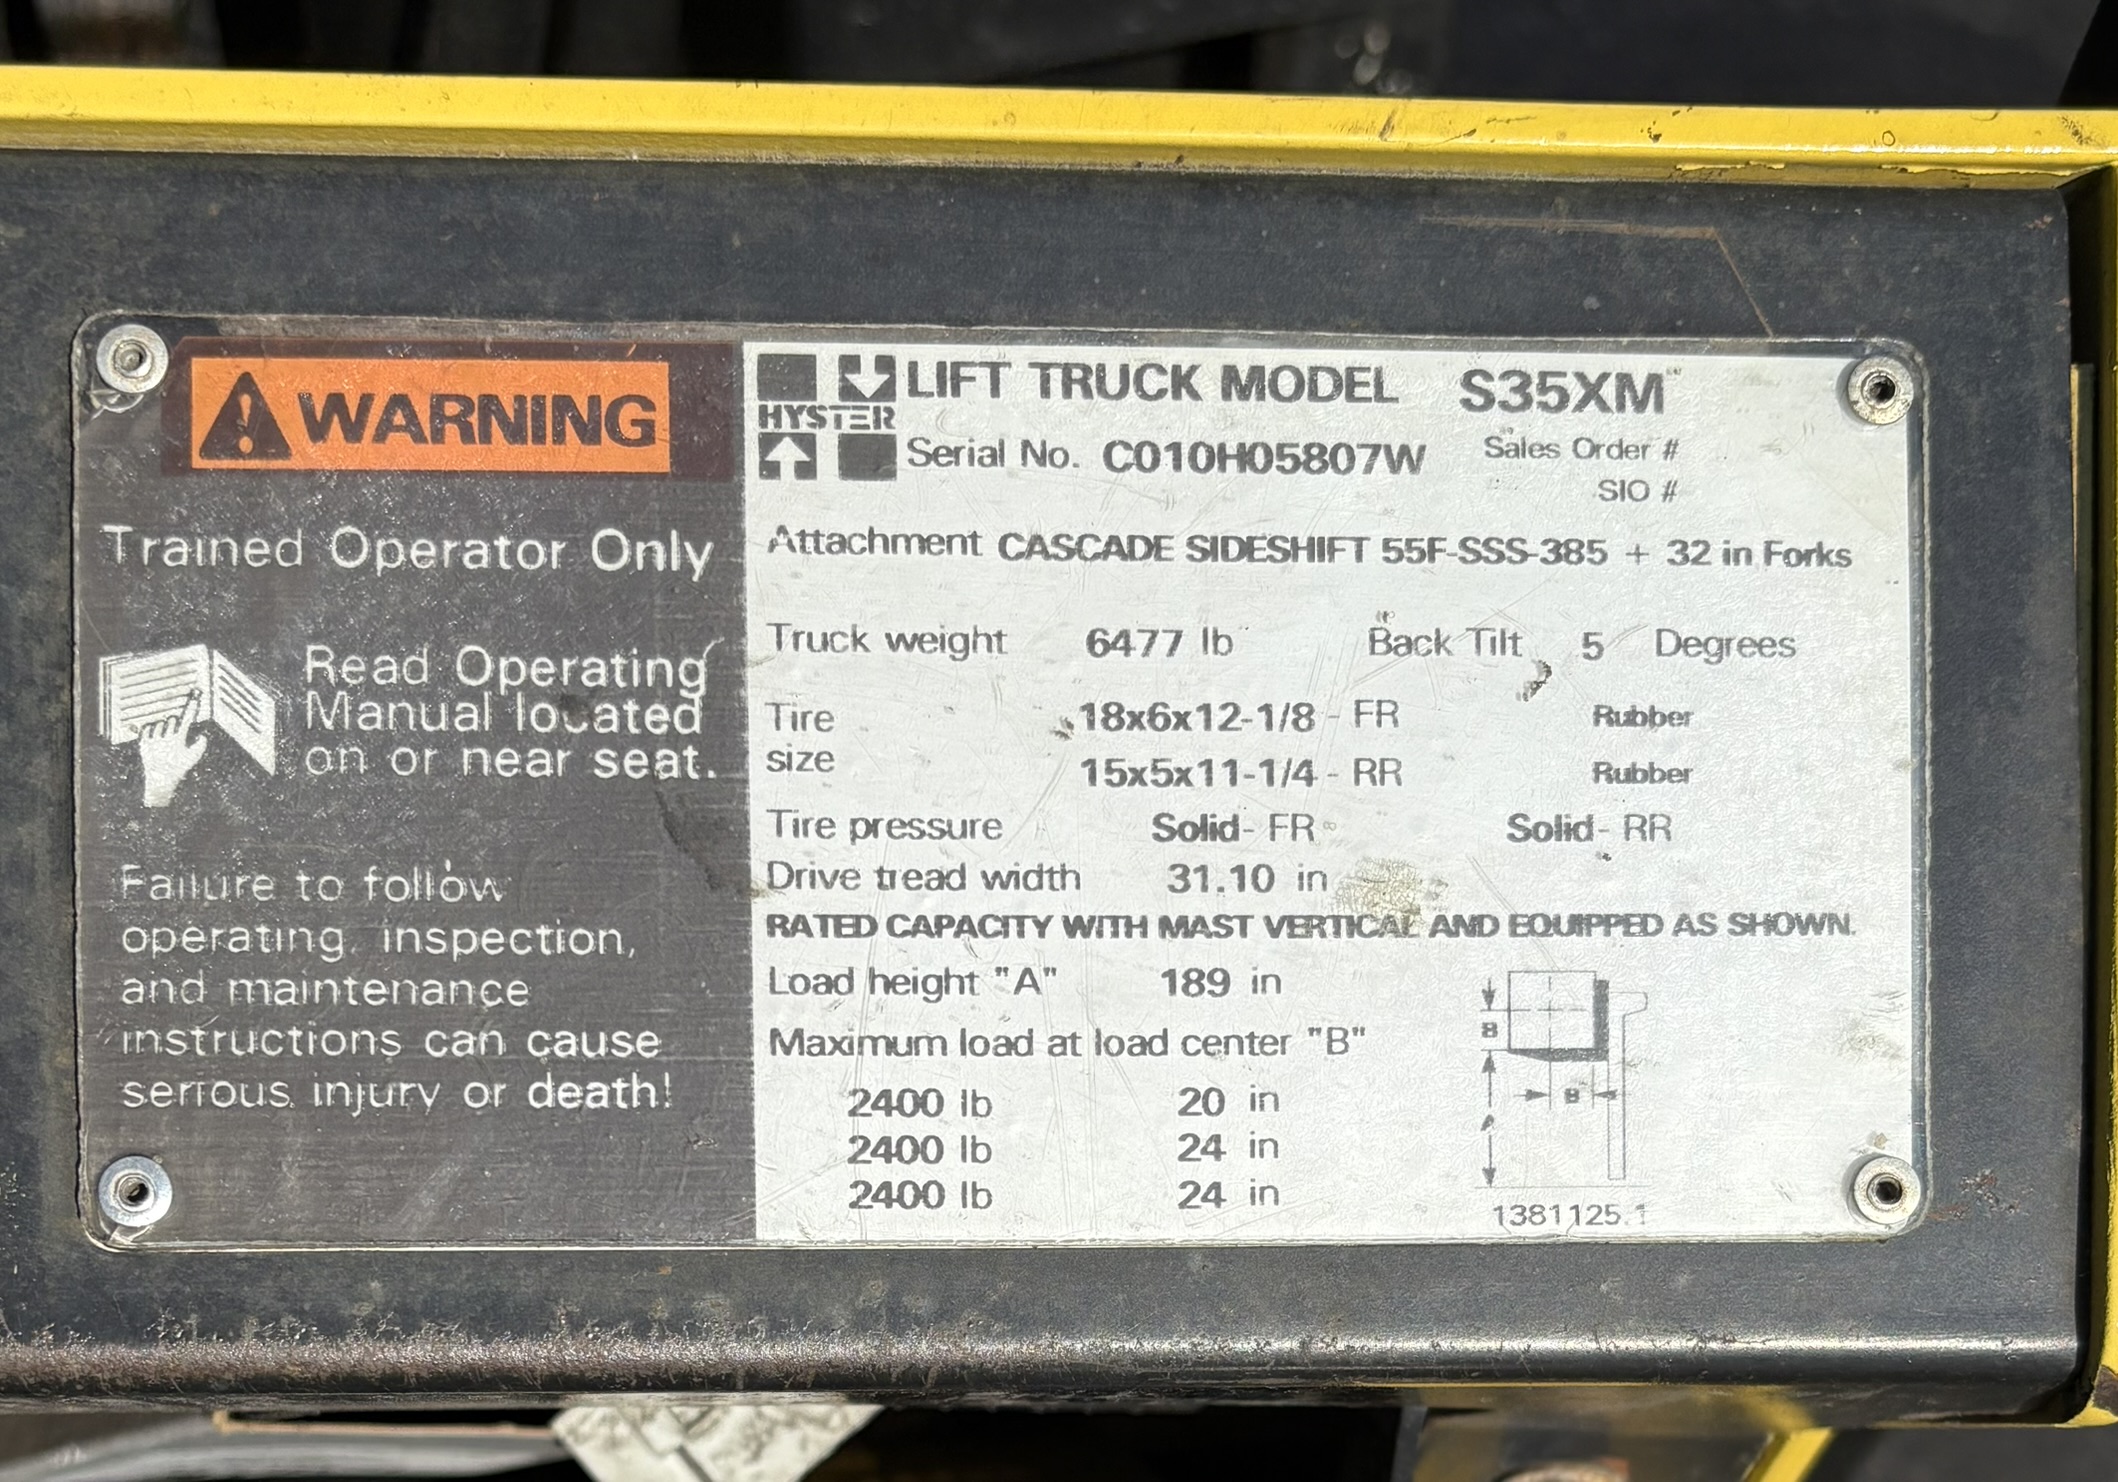 WARNING
Trained Operator Only
Read Operating
Manual located
on or near seat.
Failure to follow
operating, inspection,
and maintenance
instructions can cause
serious injury or death!
HYSTER
LIFT TRUCK MODEL S35XM™
Serial No. C010H05807W Sales Order #
SIO #
Attachment CASCADE SIDESHIFT 55F-SSS-385 + 32 in Forks
Truck weight 6477 lb Back Tilt 5 Degrees
Tire 18x6x12-1/8 - FR Rubber
size 15x5x11-1/4 - RR Rubber
Tire pressure Solid - FR Solid - RR
Drive tread width 31.10 in
RATED CAPACITY WITH MAST VERTICAL AND EQUIPPED AS SHOWN.
Load height "A" 189 in
Maximum load at load center "B"
2400 lb 20 in
2400 lb 24 in
2400 lb 24 in
B
B
A
1381125.1